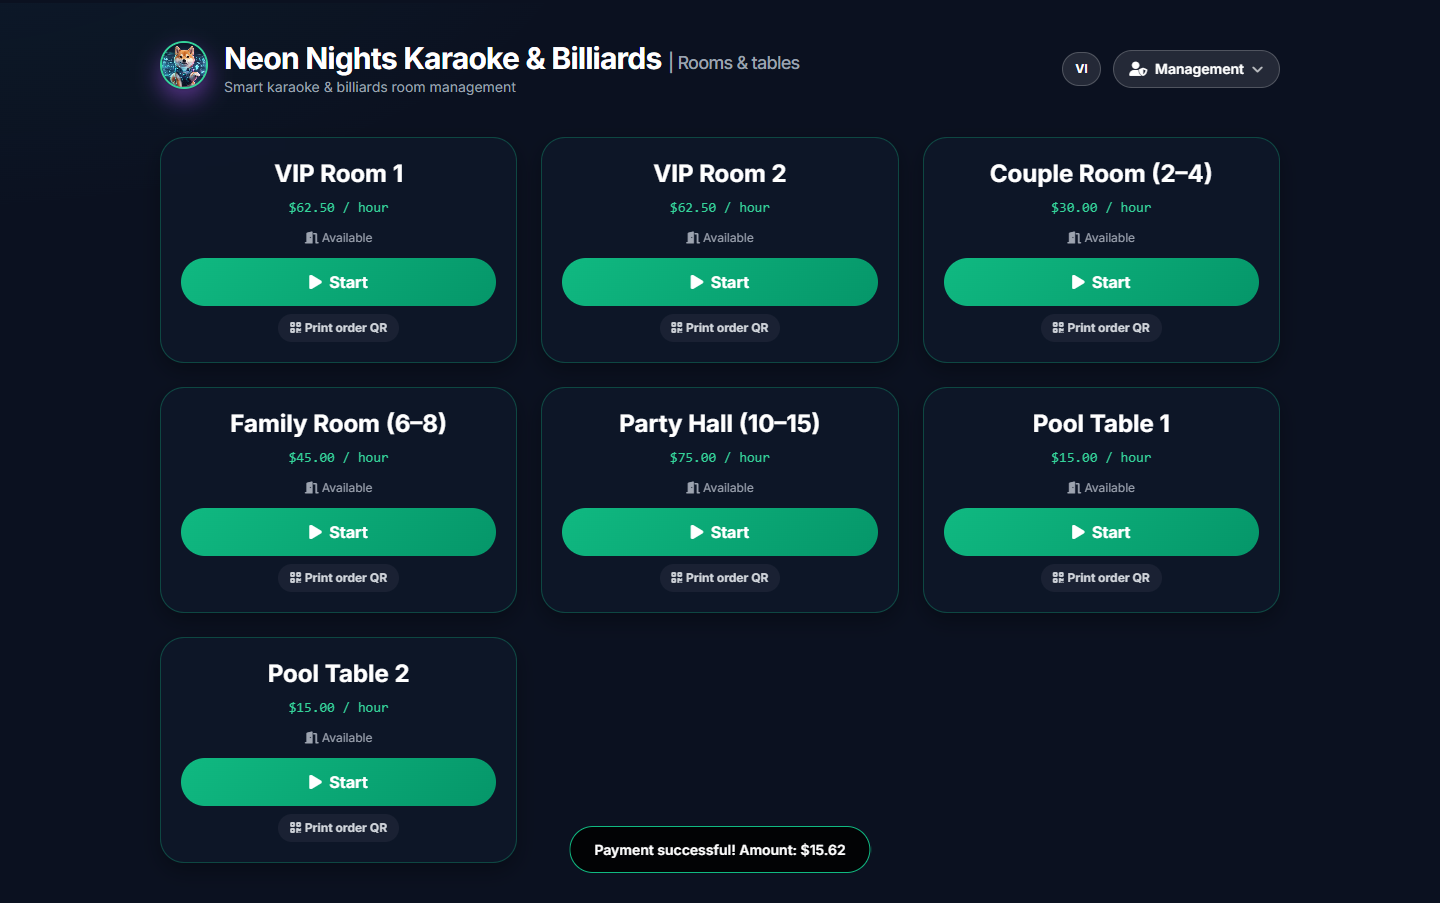 Neon Nights Karaoke & Billiards | Rooms & tables
Smart karaoke & billiards room management
VI
Management
VIP Room 1
$62.50 / hour
Available
Start
Print order QR
VIP Room 2
$62.50 / hour
Available
Start
Print order QR
Couple Room (2–4)
$30.00 / hour
Available
Start
Print order QR
Family Room (6–8)
$45.00 / hour
Available
Start
Print order QR
Party Hall (10–15)
$75.00 / hour
Available
Start
Print order QR
Pool Table 1
$15.00 / hour
Available
Start
Print order QR
Pool Table 2
$15.00 / hour
Available
Start
Print order QR
Payment successful! Amount: $15.62